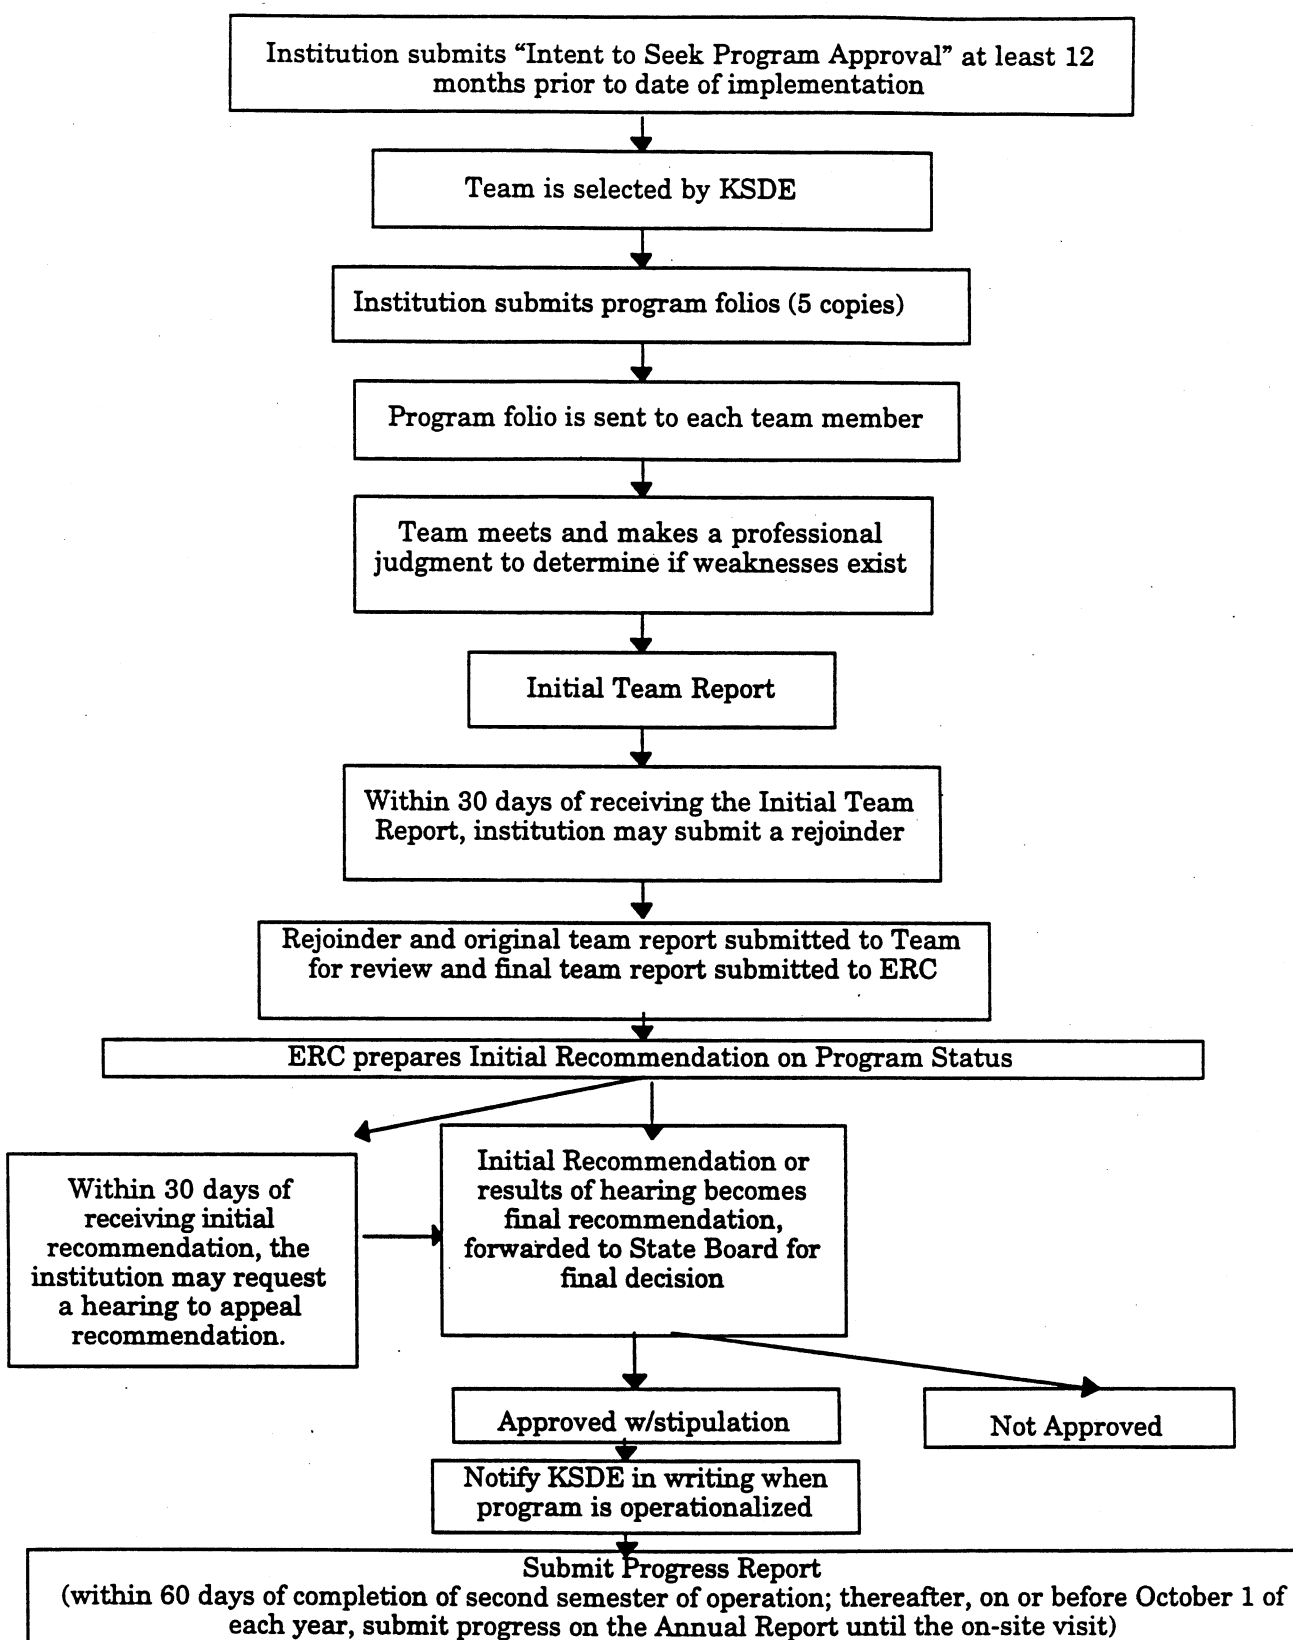 Institution submits “Intent to Seek Program Approval” at least 12
months prior to date of implementation
Team is selected by KSDE
Institution submits program folios (5 copies)
Program folio is sent to each team member
Team meets and makes a professional
judgment to determine if weaknesses exist
Initial Team Report
Within 30 days of receiving the Initial Team
Report, institution may submit a rejoinder
Rejoinder and original team report submitted to Team
for review and final team report submitted to ERC
ERC prepares Initial Recommendation on Program Status
Within 30 days of
receiving initial
recommendation, the
institution may request
a hearing to appeal
recommendation.
Initial Recommendation or
results of hearing becomes
final recommendation,
forwarded to State Board for
final decision
Approved w/stipulation
Not Approved
Notify KSDE in writing when
program is operationalized
Submit Progress Report
(within 60 days of completion of second semester of operation; thereafter, on or before October 1 of
each year, submit progress on the Annual Report until the on-site visit)